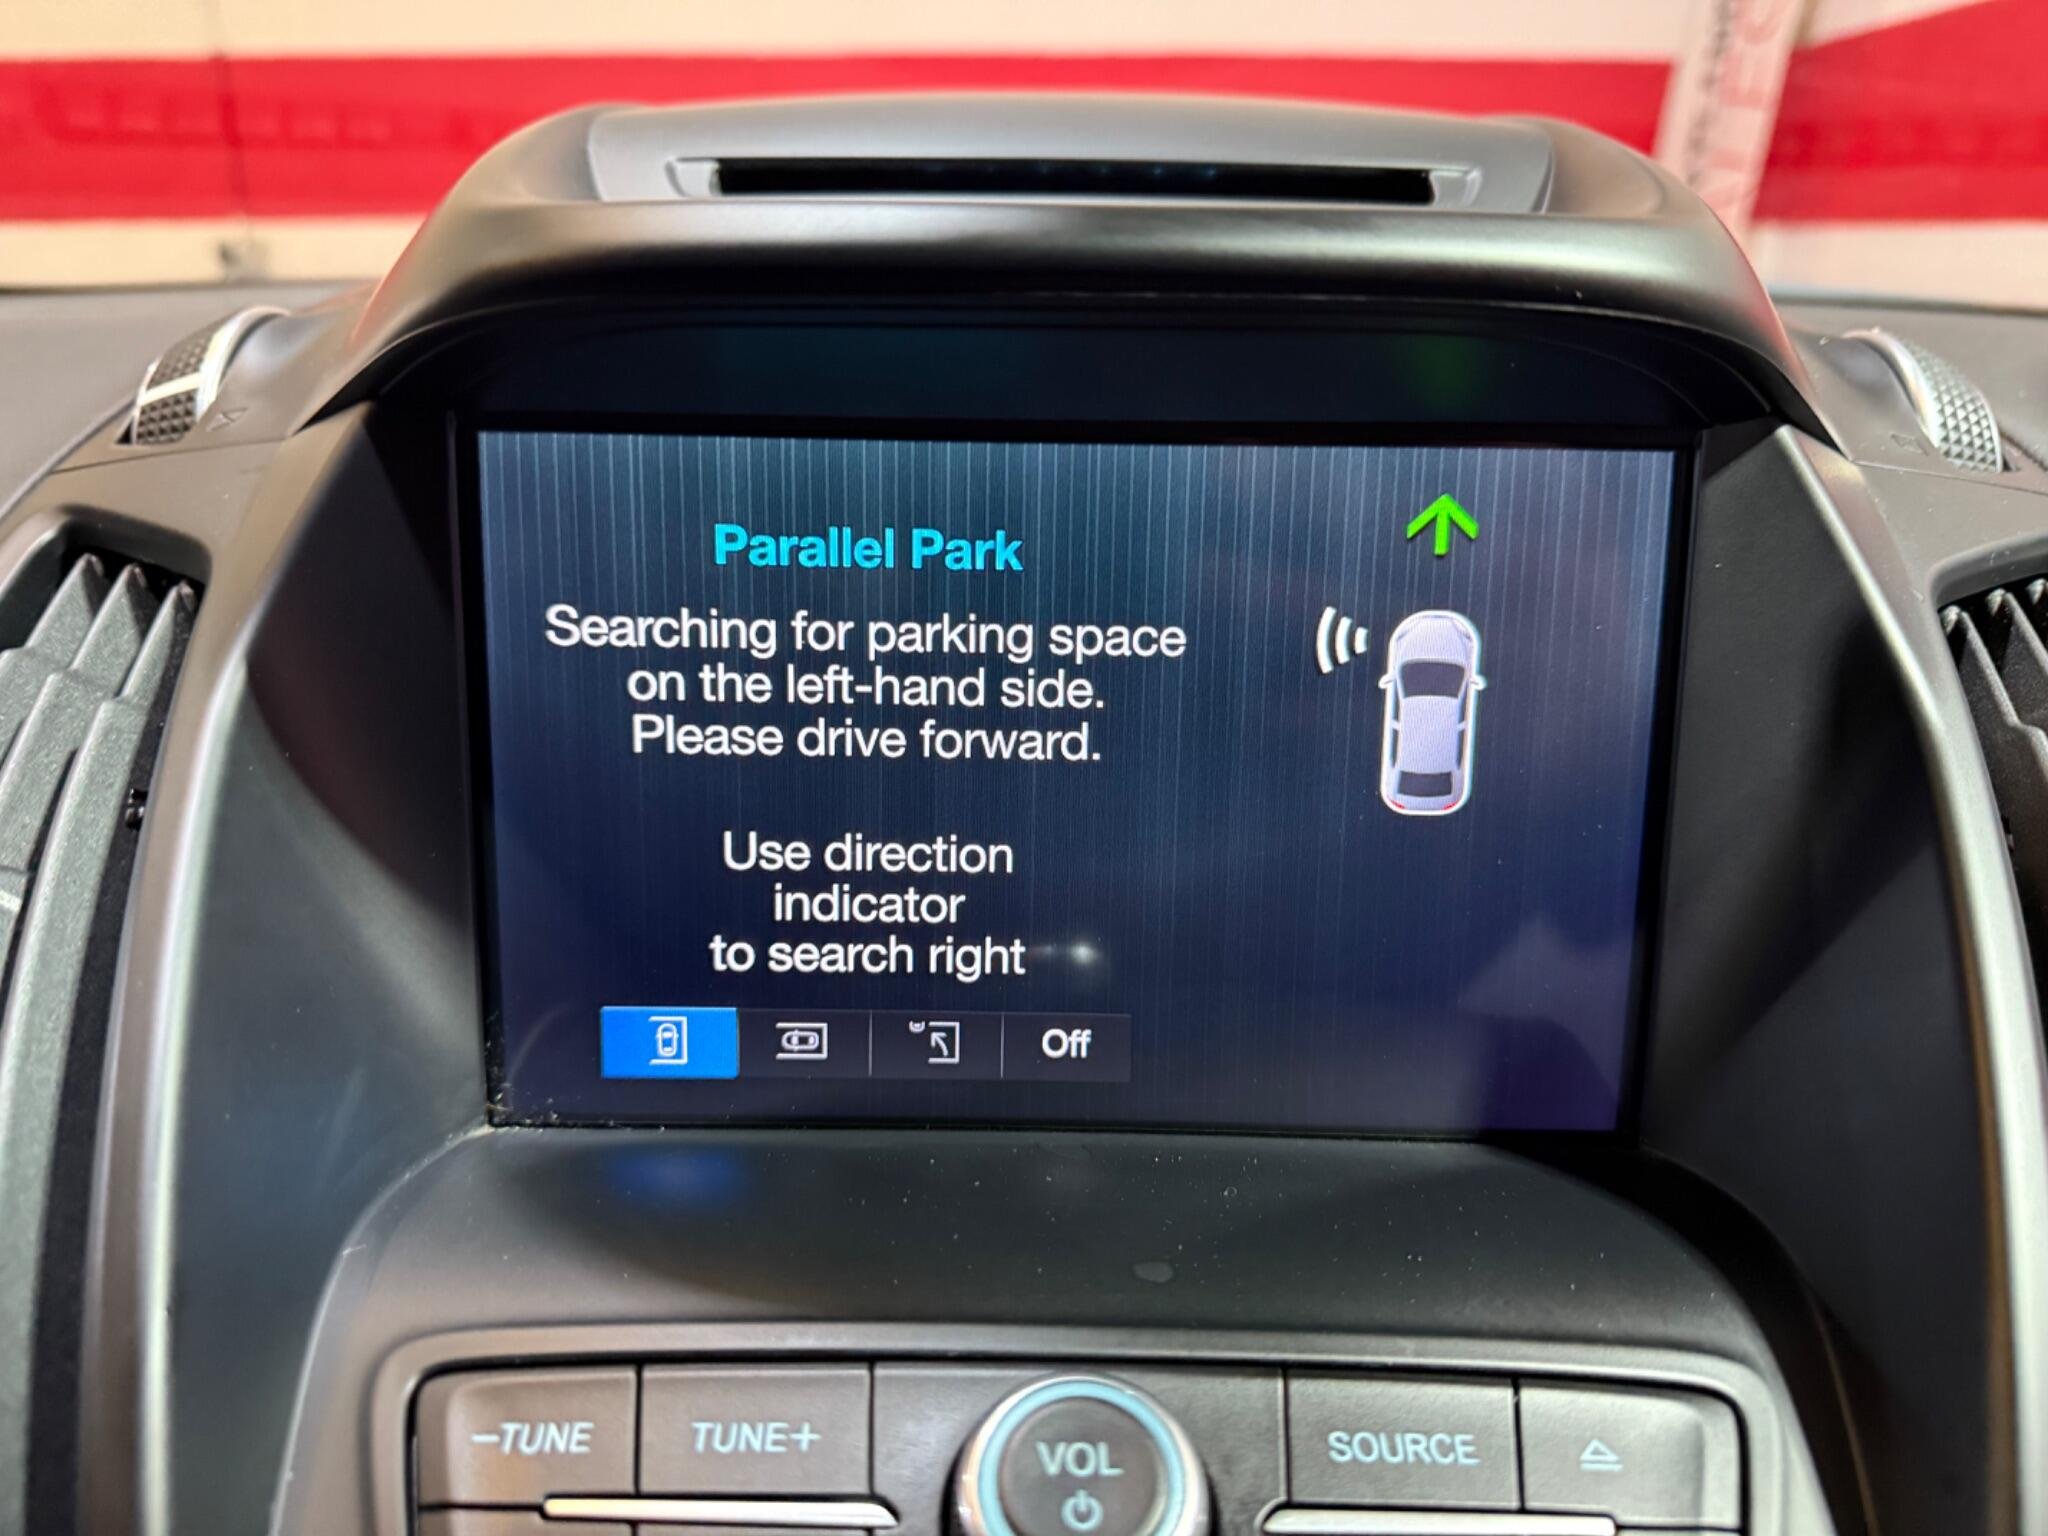 Parallel Park
Searching for parking space
on the left-hand side.
Please drive forward.
Use direction
indicator
to search right
Off
–TUNE
TUNE+
VOL
SOURCE